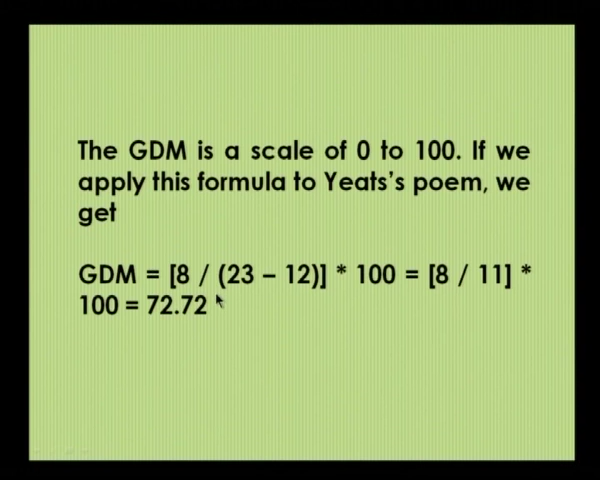 The GDM is a scale of 0 to 100. If we
apply this formula to Yeats's poem, we
get
GDM = [8 / (23 – 12)] * 100 = [8 / 11] *
100 = 72.72